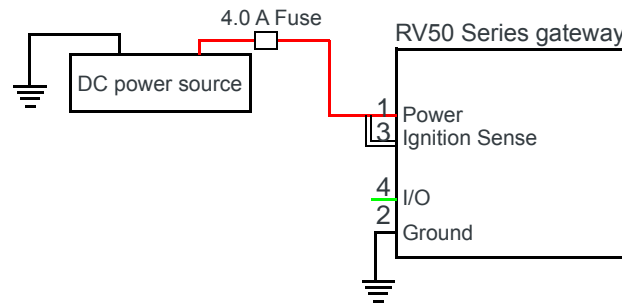 4.0 A Fuse
RV50 Series gateway
DC power source
1 Power
3 Ignition Sense
4 I/O
2 Ground